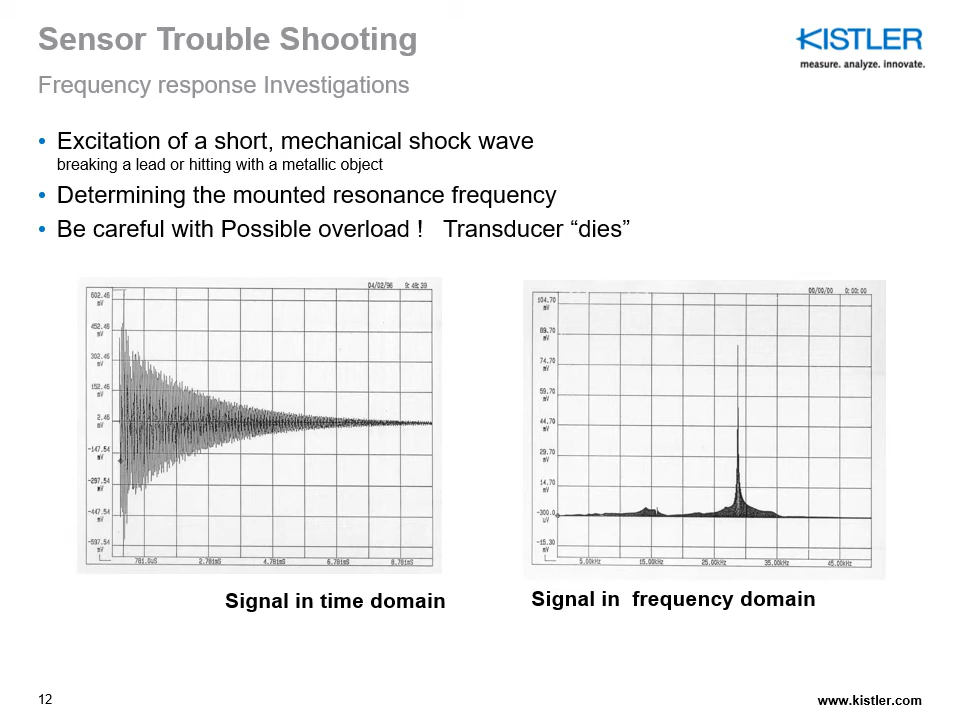 Sensor Trouble Shooting
KISTLER
measure. analyze. innovate.
Frequency response Investigations
• Excitation of a short, mechanical shock wave
breaking a lead or hitting with a metallic object
• Determining the mounted resonance frequency
• Be careful with Possible overload ! Transducer “dies”
04/02/96 9:48:39
602.46
mV
452.46
mV
302.46
mV
152.46
mV
2.46
mV
-147.54
mV
-297.54
mV
-447.54
mV
-597.54
mV
781.0uS 2.781mS 4.781mS 6.781mS 8.781mS
00/00/00 0:00:00
104.70
mV
89.70
mV
74.70
mV
59.70
mV
44.70
mV
29.70
mV
14.70
mV
-300.0
uV
-15.30
mV
5.00kHz 15.00kHz 25.00kHz 35.00kHz 45.00kHz
Signal in time domain
Signal in frequency domain
12
www.kistler.com